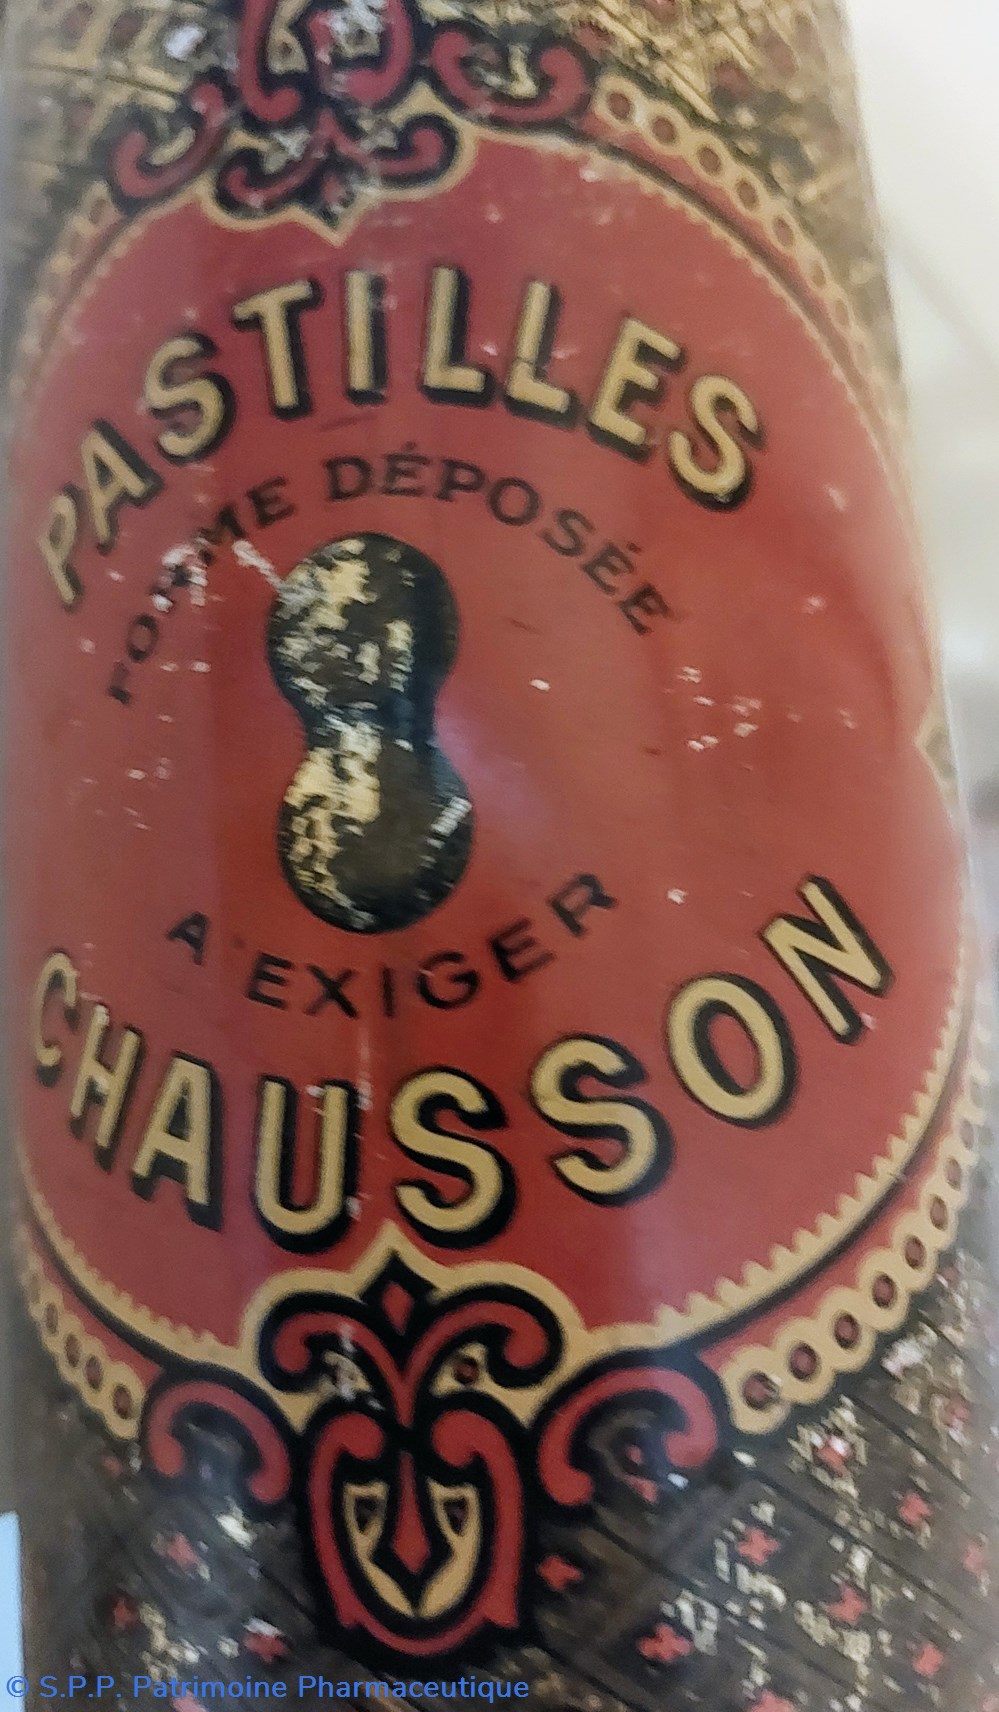 PASTILLES
FORME DÉPOSÉE
A EXIGER
CHAUSSON
© S.P.P. Patrimoine Pharmaceutique